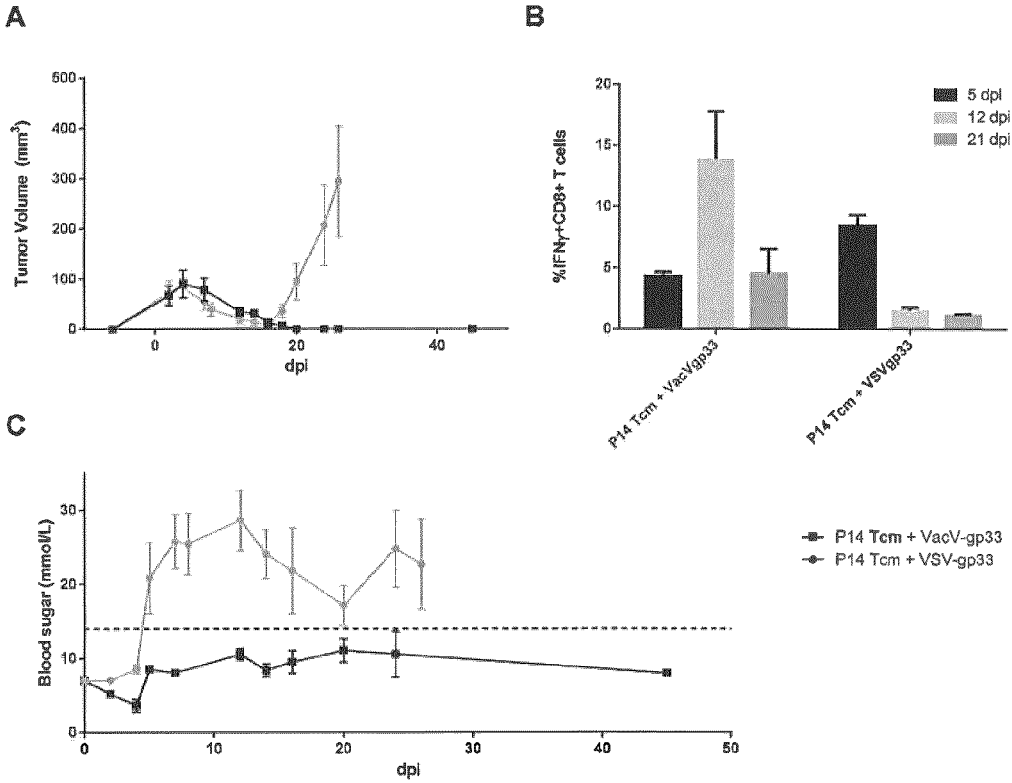 A
Tumor Volume (mm³)
500
400
300
200
100
0
0
20
40
dpi
B
%IFNγ+CD8+ T cells
20
15
10
5
0
5 dpi
12 dpi
21 dpi
P14 Tcm + VacVgp33
P14 Tcm + VSVgp33
C
Blood sugar (mmol/L)
30
20
10
0
0
10
20
30
40
50
dpi
P14 Tcm + VacV-gp33
P14 Tcm + VSV-gp33